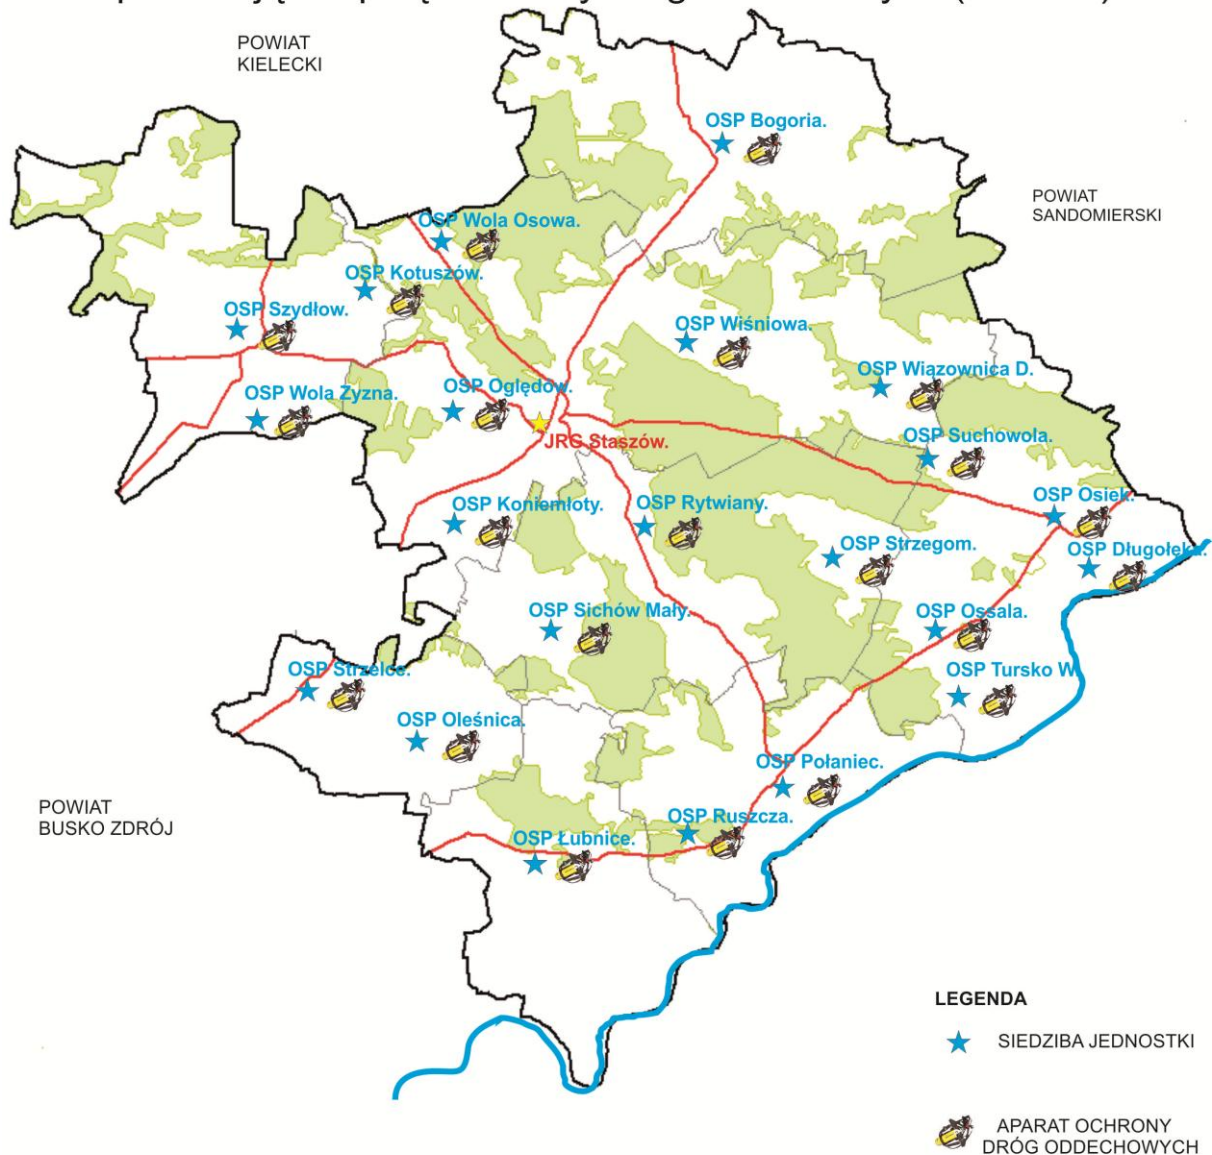 POWIAT
KIELECKI
OSP Bogoria.
POWIAT
SANDOMIERSKI
OSP Wola Osowa.
OSP Kotuszów.
OSP Szydłow.
OSP Wiśniowa.
OSP Wiązownica D.
OSP Wola Zyzna.
OSP Oględów.
JRG Staszów.
OSP Suchowola.
OSP Koniemłoty.
OSP Rytwiany.
OSP Osiek.
OSP Strzegom.
OSP Długołęka.
OSP Sichów Mały.
OSP Ossala.
OSP Strzelce.
OSP Tursko W.
OSP Oleśnica.
OSP Połaniec.
POWIAT
BUSKO ZDRÓJ
OSP Ruszcza.
OSP Łubnice.
LEGENDA
SIEDZIBA JEDNOSTKI
APARAT OCHRONY
DRÓG ODDECHOWYCH